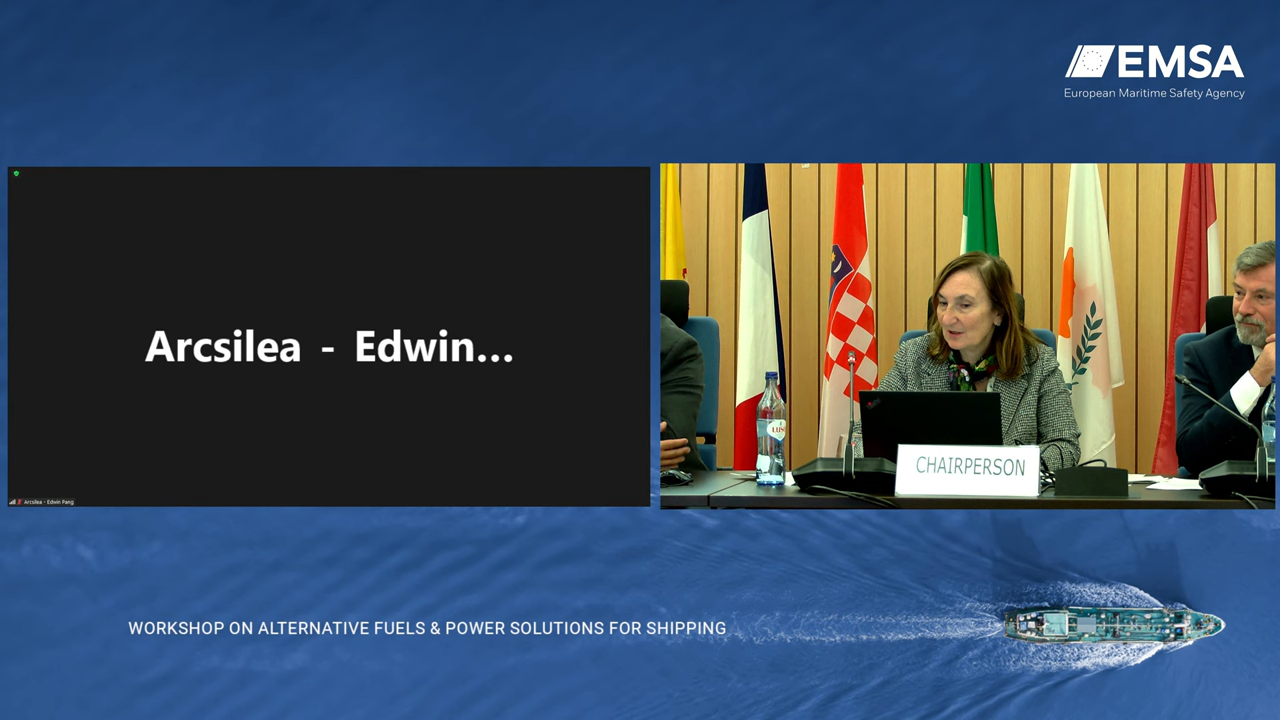 EMSA
European Maritime Safety Agency
Arcsilea - Edwin...
Arcsilea - Edwin Pang
CHAIRPERSON
WORKSHOP ON ALTERNATIVE FUELS & POWER SOLUTIONS FOR SHIPPING